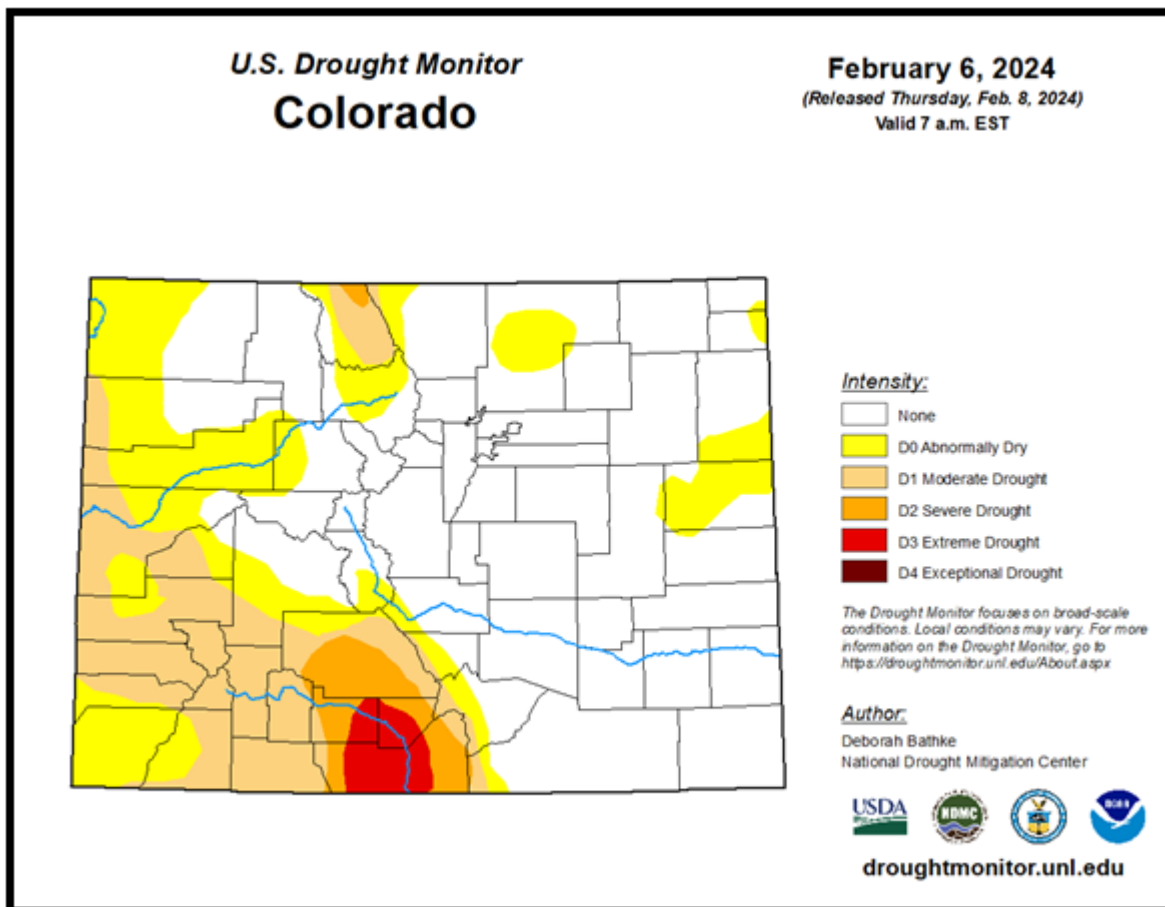 U.S. Drought Monitor
Colorado
February 6, 2024
(Released Thursday, Feb. 8, 2024)
Valid 7 a.m. EST
Intensity:
None
D0 Abnormally Dry
D1 Moderate Drought
D2 Severe Drought
D3 Extreme Drought
D4 Exceptional Drought
The Drought Monitor focuses on broad-scale
conditions. Local conditions may vary. For more
information on the Drought Monitor, go to
https://droughtmonitor.unl.edu/About.aspx
Author:
Deborah Bathke
National Drought Mitigation Center
USDA
NDMC
droughtmonitor.unl.edu